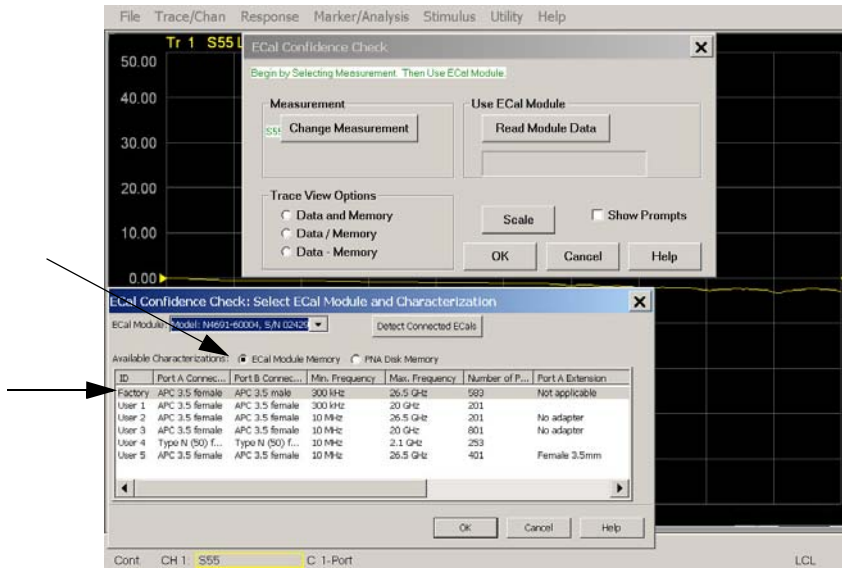 File Trace/Chan Response Marker/Analysis Stimulus Utility Help
Tr 1 S55 L
50.00
40.00
30.00
20.00
10.00
0.00
ECal Confidence Check
Begin by Selecting Measurement. Then Use ECal Module.
Measurement
Change Measurement
Use ECal Module
Read Module Data
Trace View Options
Data and Memory
Data / Memory
Data - Memory
Scale
Show Prompts
OK Cancel Help
ECal Confidence Check: Select ECal Module and Characterization
ECal Module: Model: N4691-60004, S/N 02429
Detect Connected ECals
Available Characterizations: ECal Module Memory PNA Disk Memory
ID Port A Connec... Port B Connec... Min. Frequency Max. Frequency Number of P... Port A Extension
Factory APC 3.5 female APC 3.5 male 300 kHz 26.5 GHz 593 Not applicable
User 1 APC 3.5 female APC 3.5 female 300 kHz 20 GHz 201
User 2 APC 3.5 female APC 3.5 female 10 MHz 26.5 GHz 201 No adapter
User 3 APC 3.5 female APC 3.5 female 10 MHz 20 GHz 801 No adapter
User 4 Type N (50) f... Type N (50) f... 10 MHz 2.1 GHz 253
User 5 APC 3.5 female APC 3.5 female 10 MHz 26.5 GHz 401 Female 3.5mm
OK Cancel Help
Cont. CH 1: S55 C 1-Port LCL